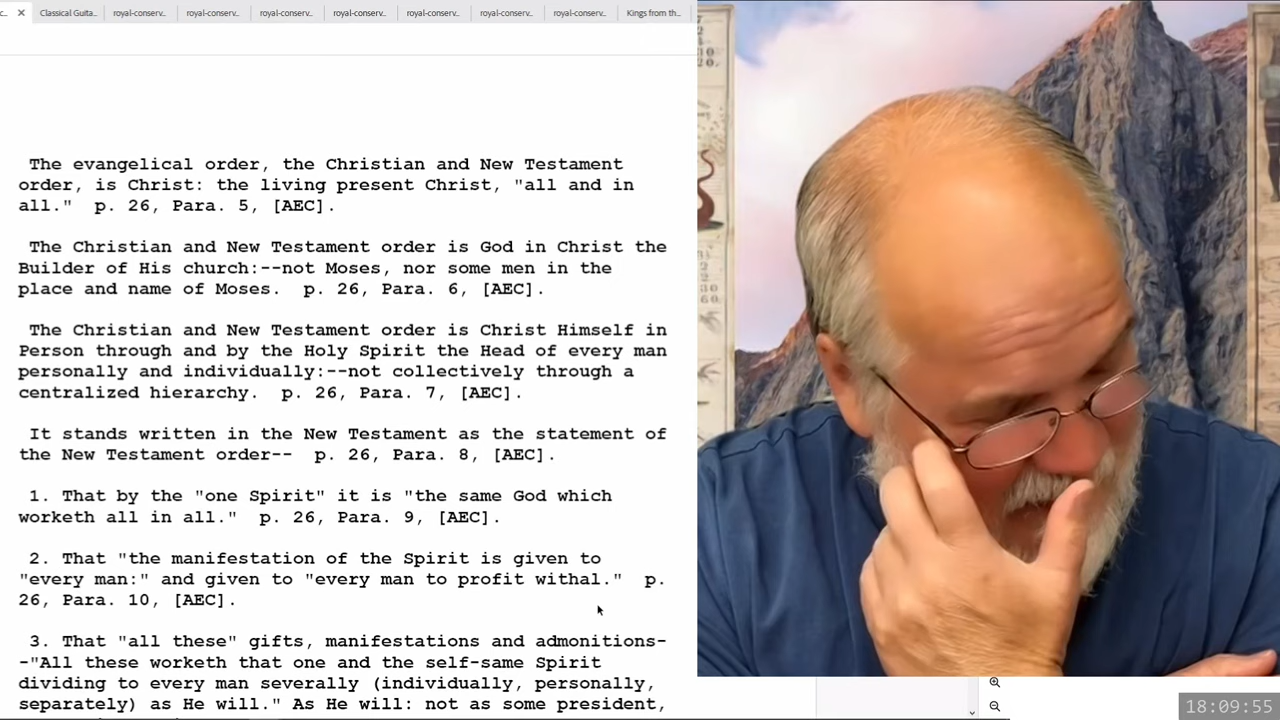 c..
Classical Guita..
royal-conserv..
royal-conserv..
royal-conserv..
royal-conserv..
royal-conserv..
royal-conserv..
royal-conserv..
Kings from th..
The evangelical order, the Christian and New Testament
order, is Christ: the living present Christ, "all and in
all."  p. 26, Para. 5, [AEC].
The Christian and New Testament order is God in Christ the
Builder of His church:--not Moses, nor some men in the
place and name of Moses.  p. 26, Para. 6, [AEC].
The Christian and New Testament order is Christ Himself in
Person through and by the Holy Spirit the Head of every man
personally and individually:--not collectively through a
centralized hierarchy.  p. 26, Para. 7, [AEC].
It stands written in the New Testament as the statement of
the New Testament order--  p. 26, Para. 8, [AEC].
1. That by the "one Spirit" it is "the same God which
worketh all in all."  p. 26, Para. 9, [AEC].
2. That "the manifestation of the Spirit is given to
"every man:" and given to "every man to profit withal."  p.
26, Para. 10, [AEC].
3. That "all these" gifts, manifestations and admonitions-
-"All these worketh that one and the self-same Spirit
dividing to every man severally (individually, personally,
separately) as He will." As He will: not as some president,
18:09:55